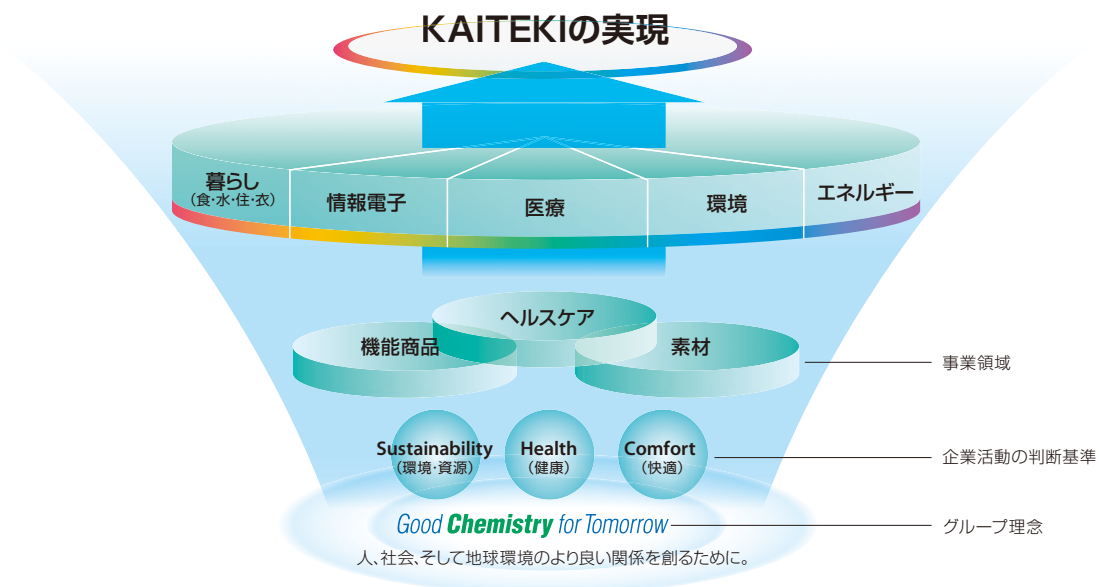 KAITEKIの実現
暮らし
(食・水・住・衣)
情報電子
医療
環境
エネルギー
ヘルスケア
機能商品
素材
事業領域
Sustainability
(環境・資源)
Health
(健康)
Comfort
(快適)
企業活動の判断基準
Good Chemistry for Tomorrow
グループ理念
人、社会、そして地球環境のより良い関係を創るために。